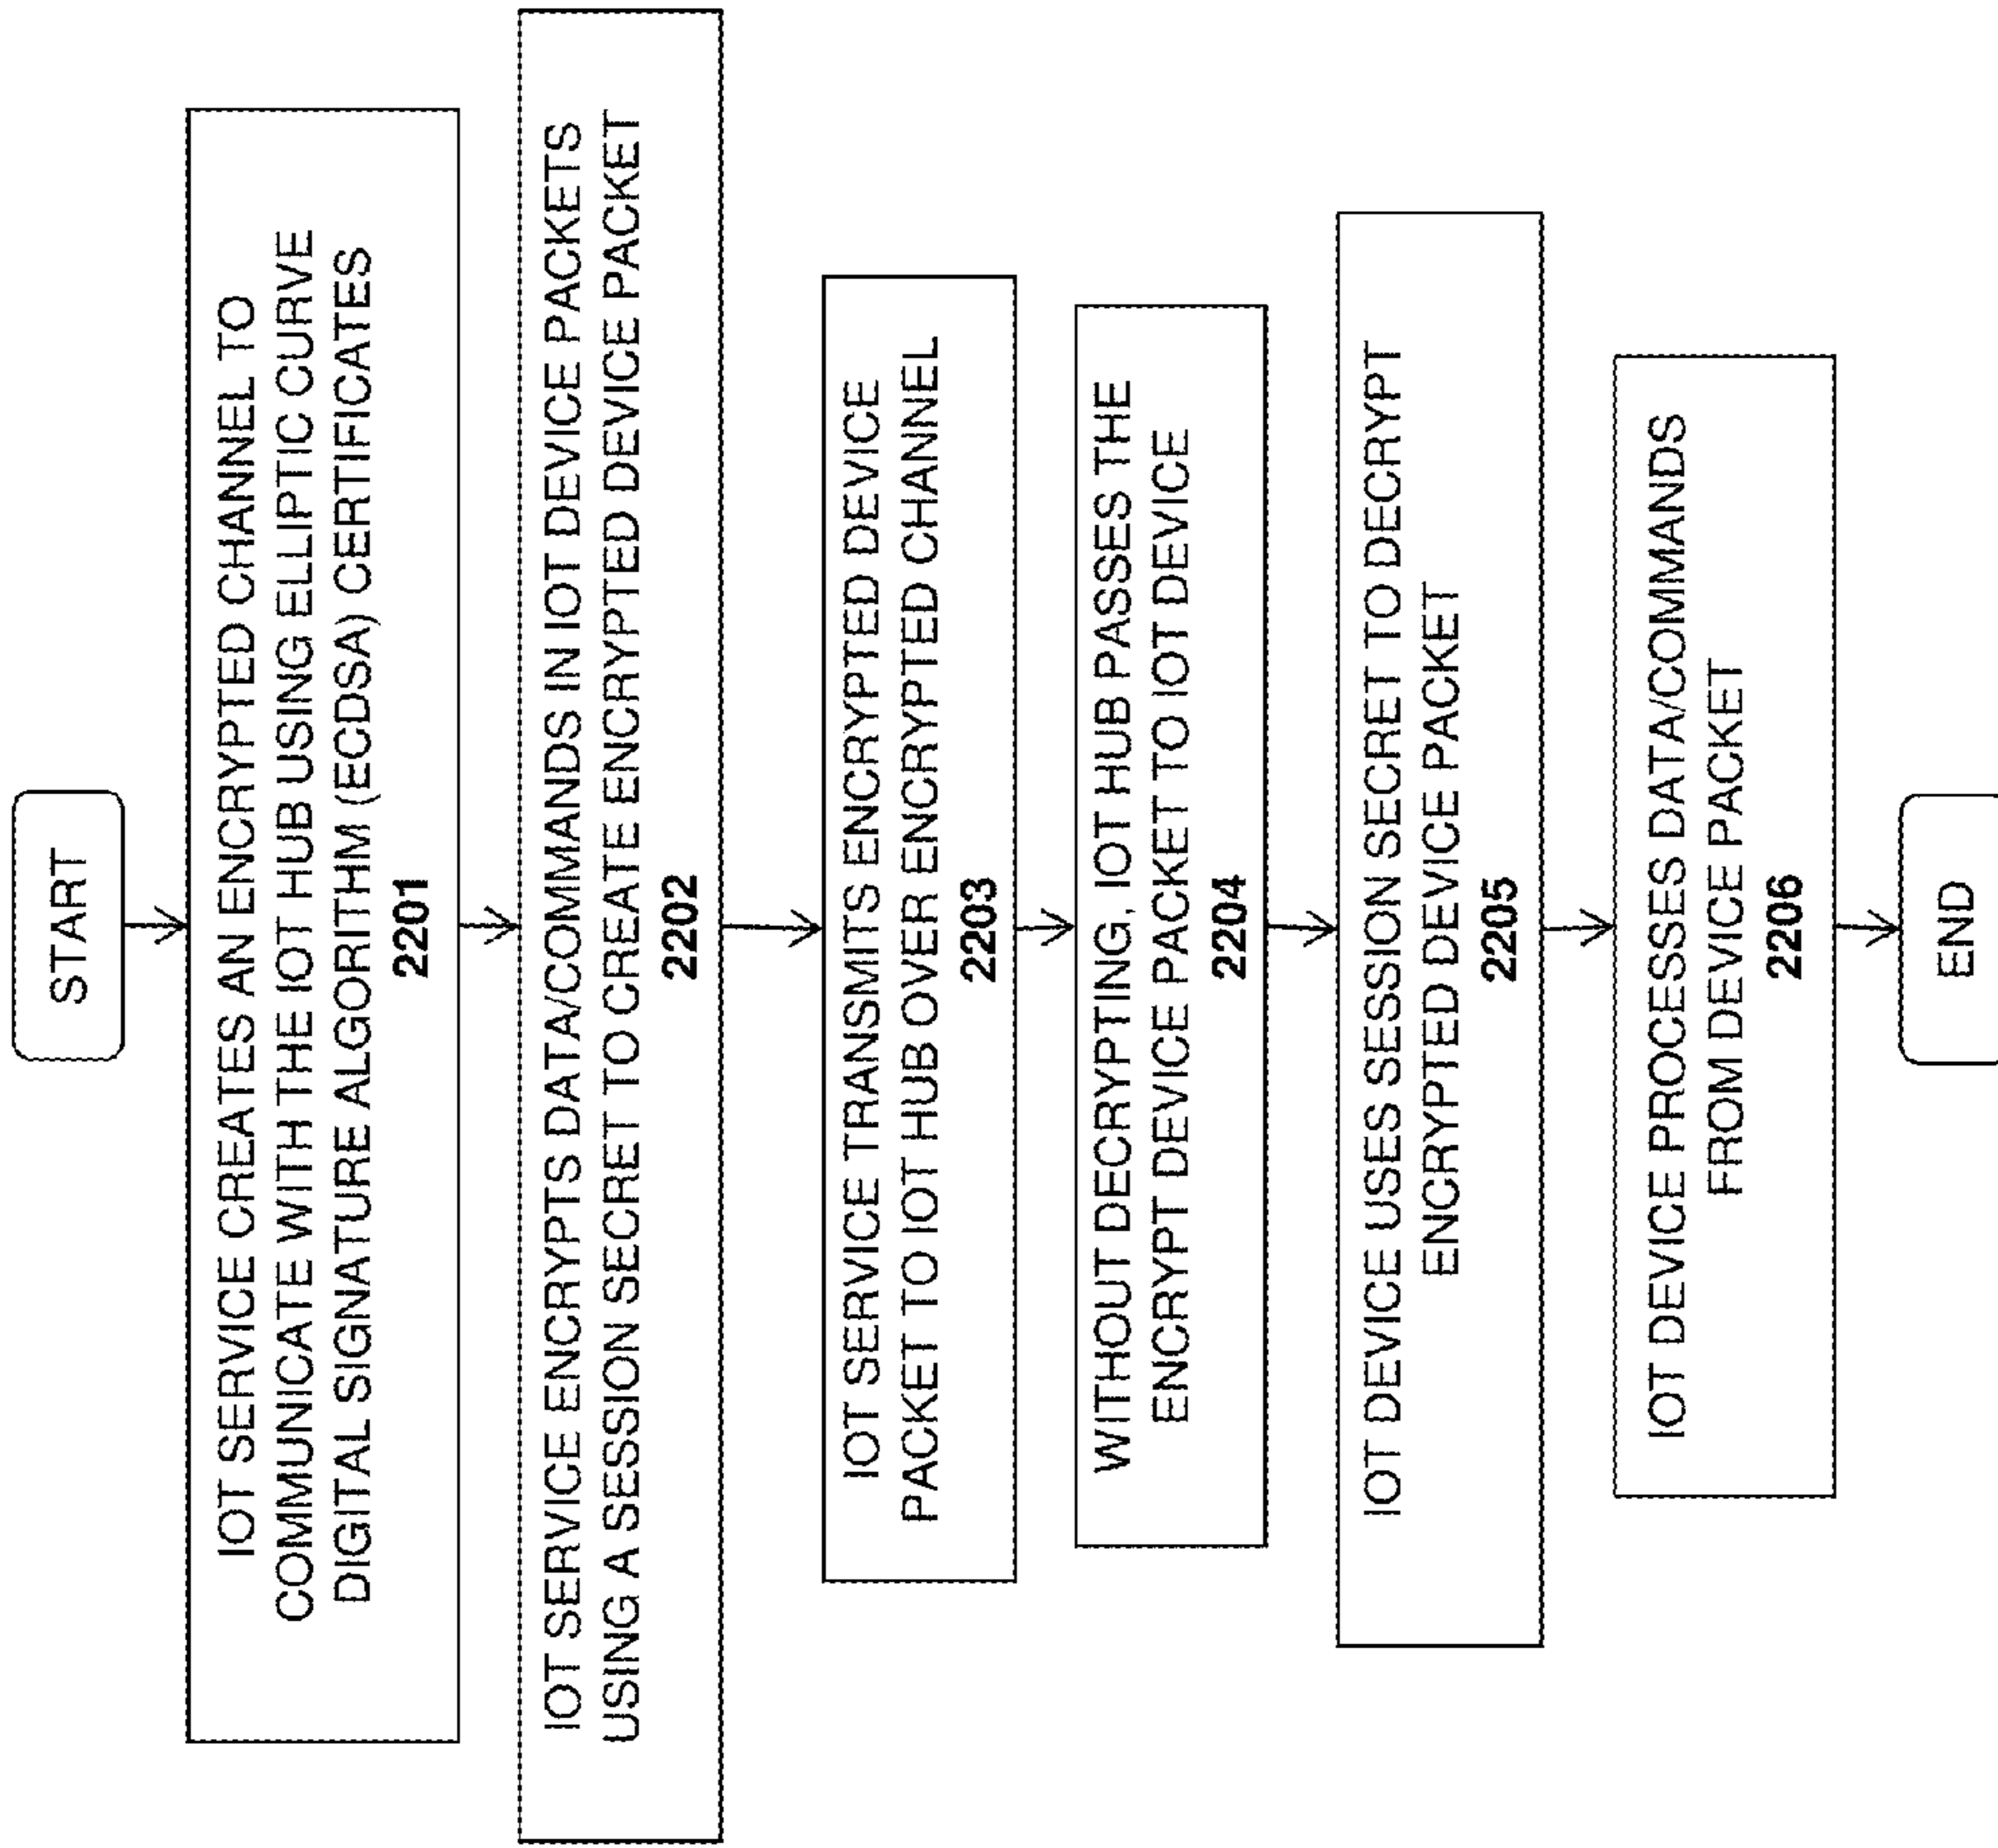 START
IOT SERVICE CREATES AN ENCRYPTED CHANNEL TO
COMMUNICATE WITH THE IOT HUB USING ELLIPTIC CURVE
DIGITAL SIGNATURE ALGORITHM (ECDSA) CERTIFICATES
2201
IOT SERVICE ENCRYPTS DATA/COMMANDS IN IOT DEVICE PACKETS
USING A SESSION SECRET TO CREATE ENCRYPTED DEVICE PACKET
2202
IOT SERVICE TRANSMITS ENCRYPTED DEVICE
PACKET TO IOT HUB OVER ENCRYPTED CHANNEL
2203
WITHOUT DECRYPTING, IOT HUB PASSES THE
ENCRYPT DEVICE PACKET TO IOT DEVICE
2204
IOT DEVICE USES SESSION SECRET TO DECRYPT
ENCRYPTED DEVICE PACKET
2205
IOT DEVICE PROCESSES DATA/COMMANDS
FROM DEVICE PACKET
2206
END